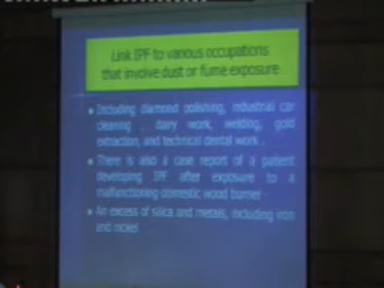 Link IPF to various occupations
that involve dust or fume exposure
Including diamond polishing, industrial car
cleaning , dairy work, welding, gold
extraction, and technical dental work .
There is also a case report of a patient
developing IPF after exposure to a
malfunctioning domestic wood burner
An excess of silica and metals, including iron
and nickel